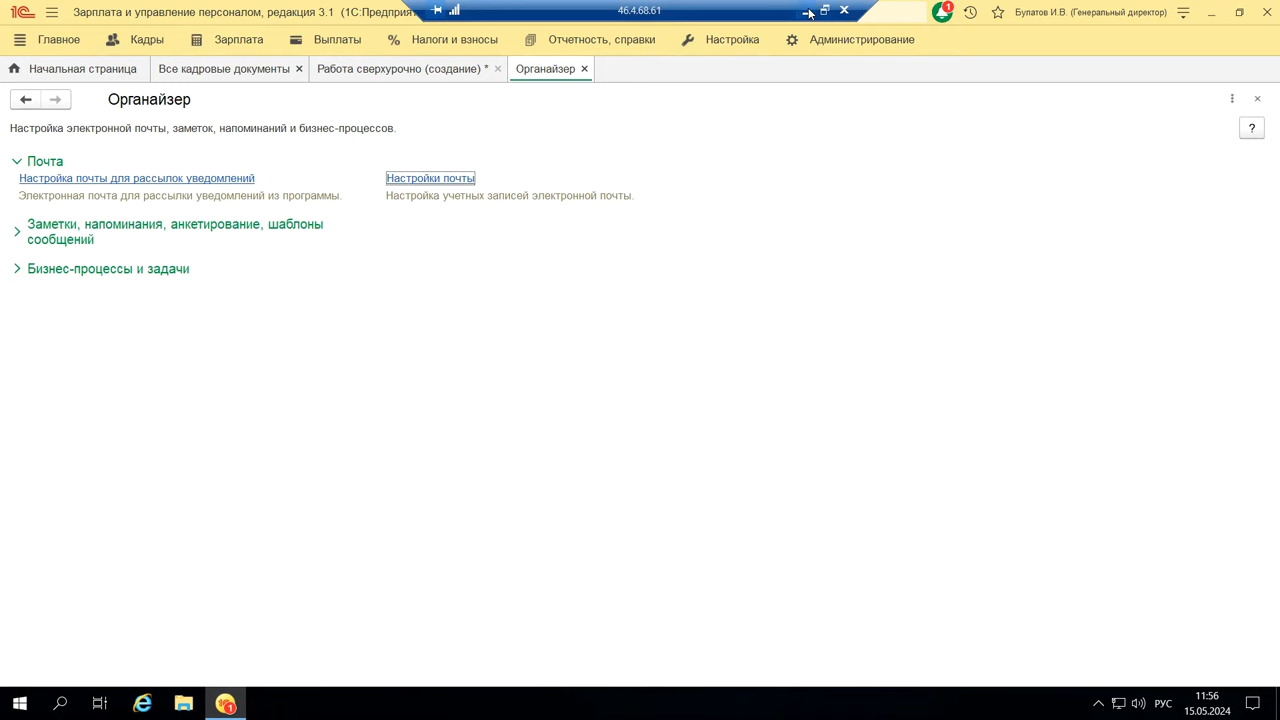 Зарплата и управление персоналом, редакция 3.1 (1С:Предприя
46.4.68.61
1
Булатов И.В. (Генеральный директор)
Главное
Кадры
Зарплата
Выплаты
Налоги и взносы
Отчетность, справки
Настройка
Администрирование
Начальная страница
Все кадровые документы
Работа сверхурочно (создание) *
Органайзер
Органайзер
Настройка электронной почты, заметок, напоминаний и бизнес-процессов.
?
Почта
Настройка почты для рассылок уведомлений
Настройки почты
Электронная почта для рассылки уведомлений из программы.
Настройка учетных записей электронной почты.
Заметки, напоминания, анкетирование, шаблоны
сообщений
Бизнес-процессы и задачи
1
РУС
11:56
15.05.2024